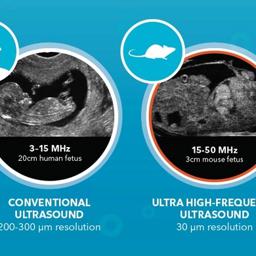 3-15 MHz
20cm human fetus
15-50 MHz
3cm mouse fetus
CONVENTIONAL
ULTRASOUND
200-300 µm resolution
ULTRA HIGH-FREQUE
ULTRASOUND
30 µm resolution